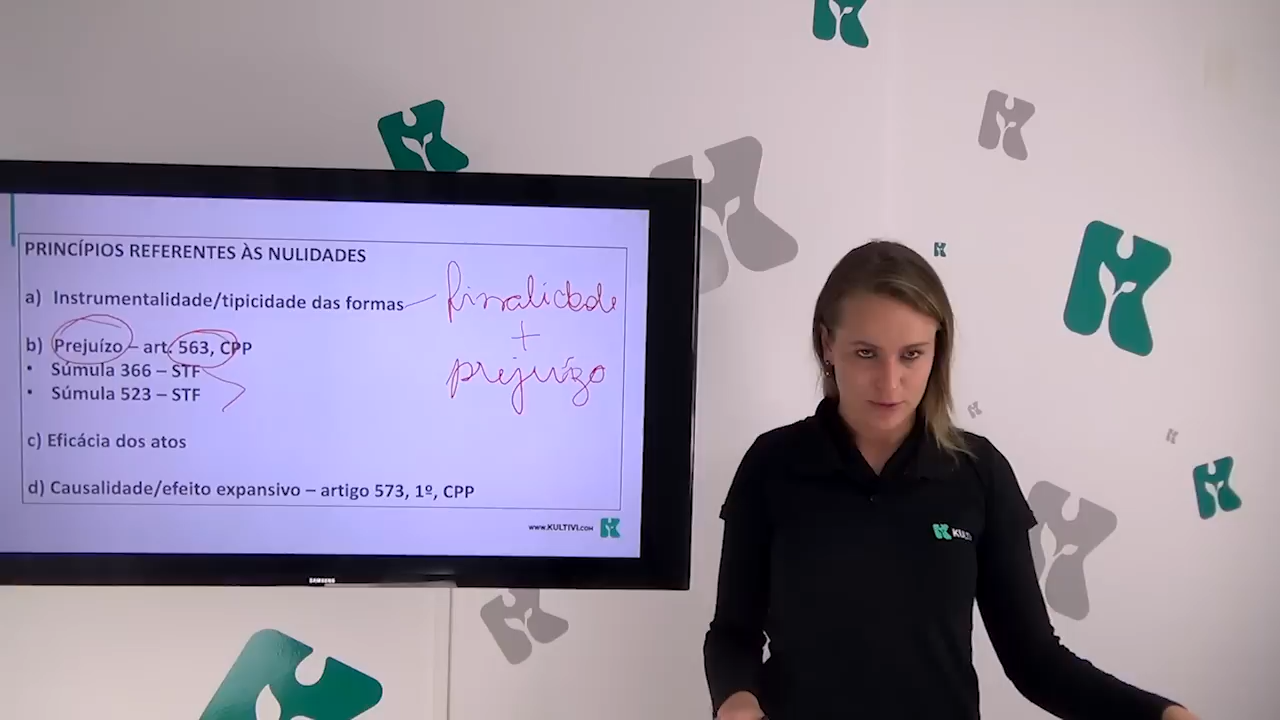 PRINCÍPIOS REFERENTES ÀS NULIDADES
a) Instrumentalidade/tipicidade das formas
finalidade
+
prejuízo
b) Prejuízo – art. 563, CPP
• Súmula 366 – STF
• Súmula 523 – STF
c) Eficácia dos atos
d) Causalidade/efeito expansivo – artigo 573, 1º, CPP
www.KULTIVI.com
SAMSUNG
KULTI